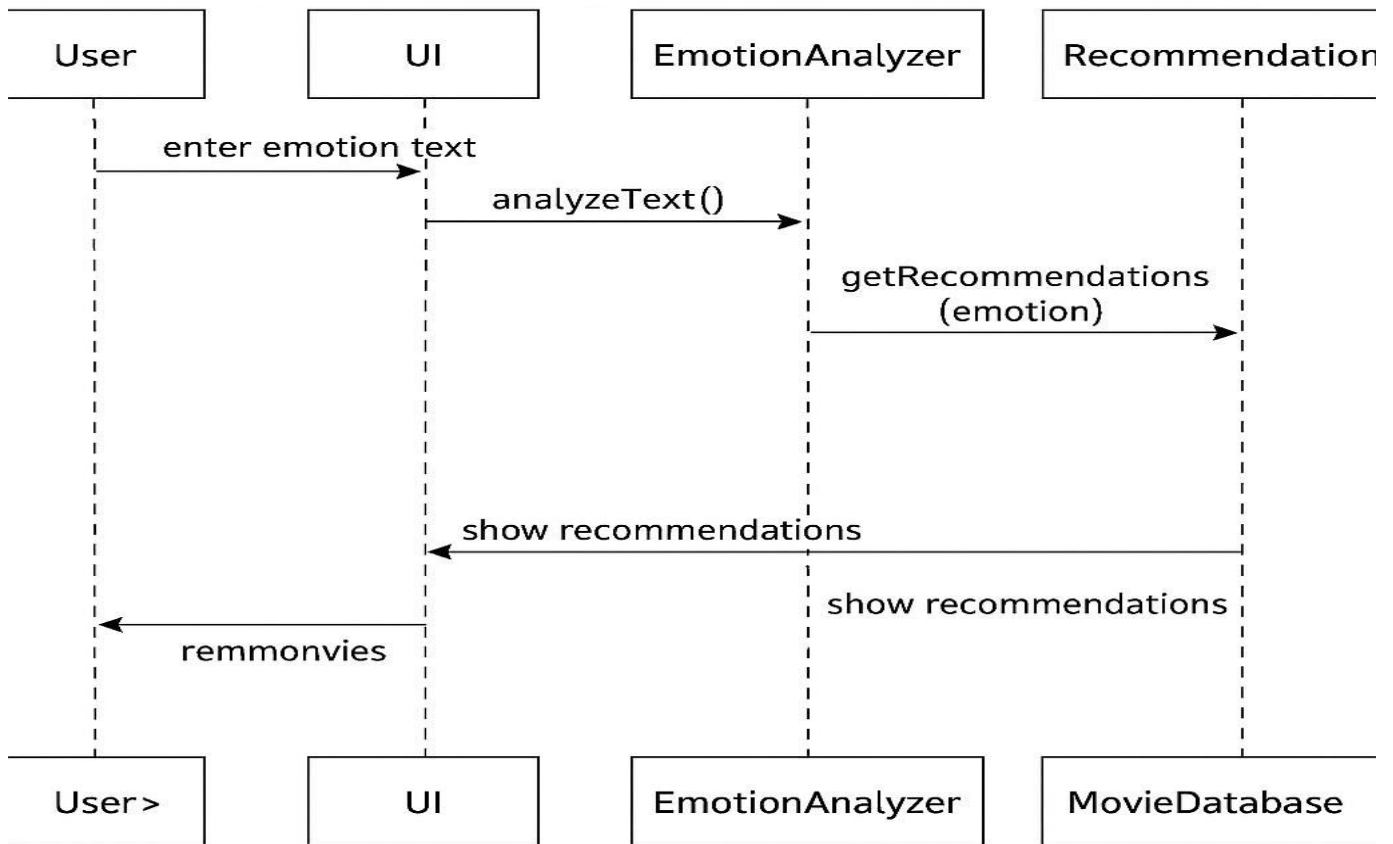 User
UI
EmotionAnalyzer
Recommendation
enter emotion text
analyzeText()
getRecommendations
(emotion)
show recommendations
show recommendations
remmonvies
User>
UI
EmotionAnalyzer
MovieDatabase